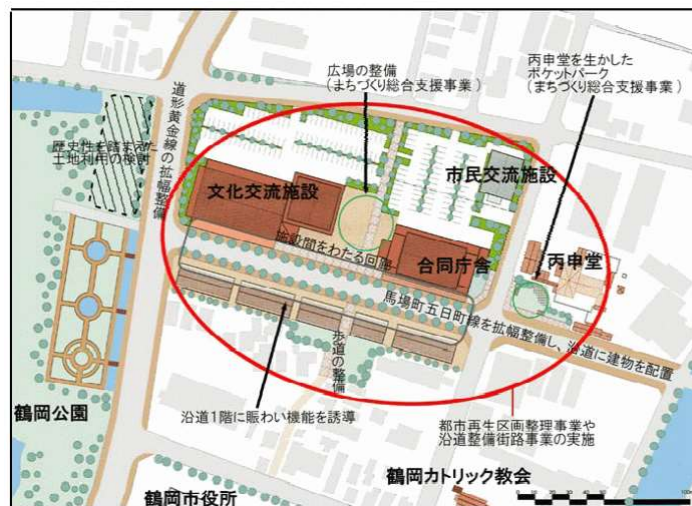 広場の整備
(まちづくり総合支援事業)
丙申堂を生かした
ポケットパーク
(まちづくり総合支援事業)
道形黄金線の拡幅整備
歴史性を踏まえた
土地利用の検討
文化交流施設
市民交流施設
施設間をわたる回廊
合同庁舎
丙申堂
馬場町五日町線を拡幅整備し、沿道に建物を配置
歩道の整備
鶴岡公園
沿道1階に賑わい機能を誘導
都市再生区画整理事業や
沿道整備街路事業の実施
鶴岡カトリック教会
鶴岡市役所